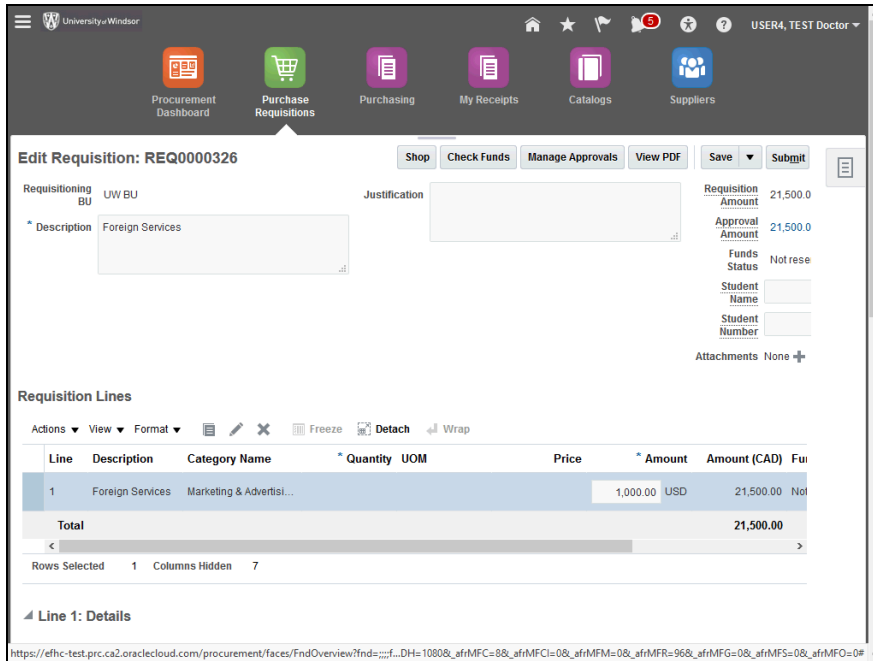 University of Windsor
5
USER4, TEST Doctor
Procurement Dashboard
Purchase Requisitions
Purchasing
My Receipts
Catalogs
Suppliers
Edit Requisition: REQ0000326
Shop
Check Funds
Manage Approvals
View PDF
Save
Submit
Requisitioning BU
UW BU
* Description
Foreign Services
Justification
Requisition Amount
21,500.0
Approval Amount
21,500.0
Funds Status
Not rese
Student Name
Student Number
Attachments None
Requisition Lines
Actions View Format Freeze Detach Wrap
Line Description Category Name * Quantity UOM Price * Amount Amount (CAD) Fu
1 Foreign Services Marketing & Advertisi... 1,000.00 USD 21,500.00 Not
Total 21,500.00
Rows Selected 1 Columns Hidden 7
Line 1: Details
https://efhc-test.prc.ca2.oraclecloud.com/procurement/faces/FndOverview?fnd=;;;;f...DH=1080&_afrMFC=8&_afrMFCI=0&_afrMFM=0&_afrMFR=96&_afrMFG=0&_afrMFS=0&_afrMFO=0#